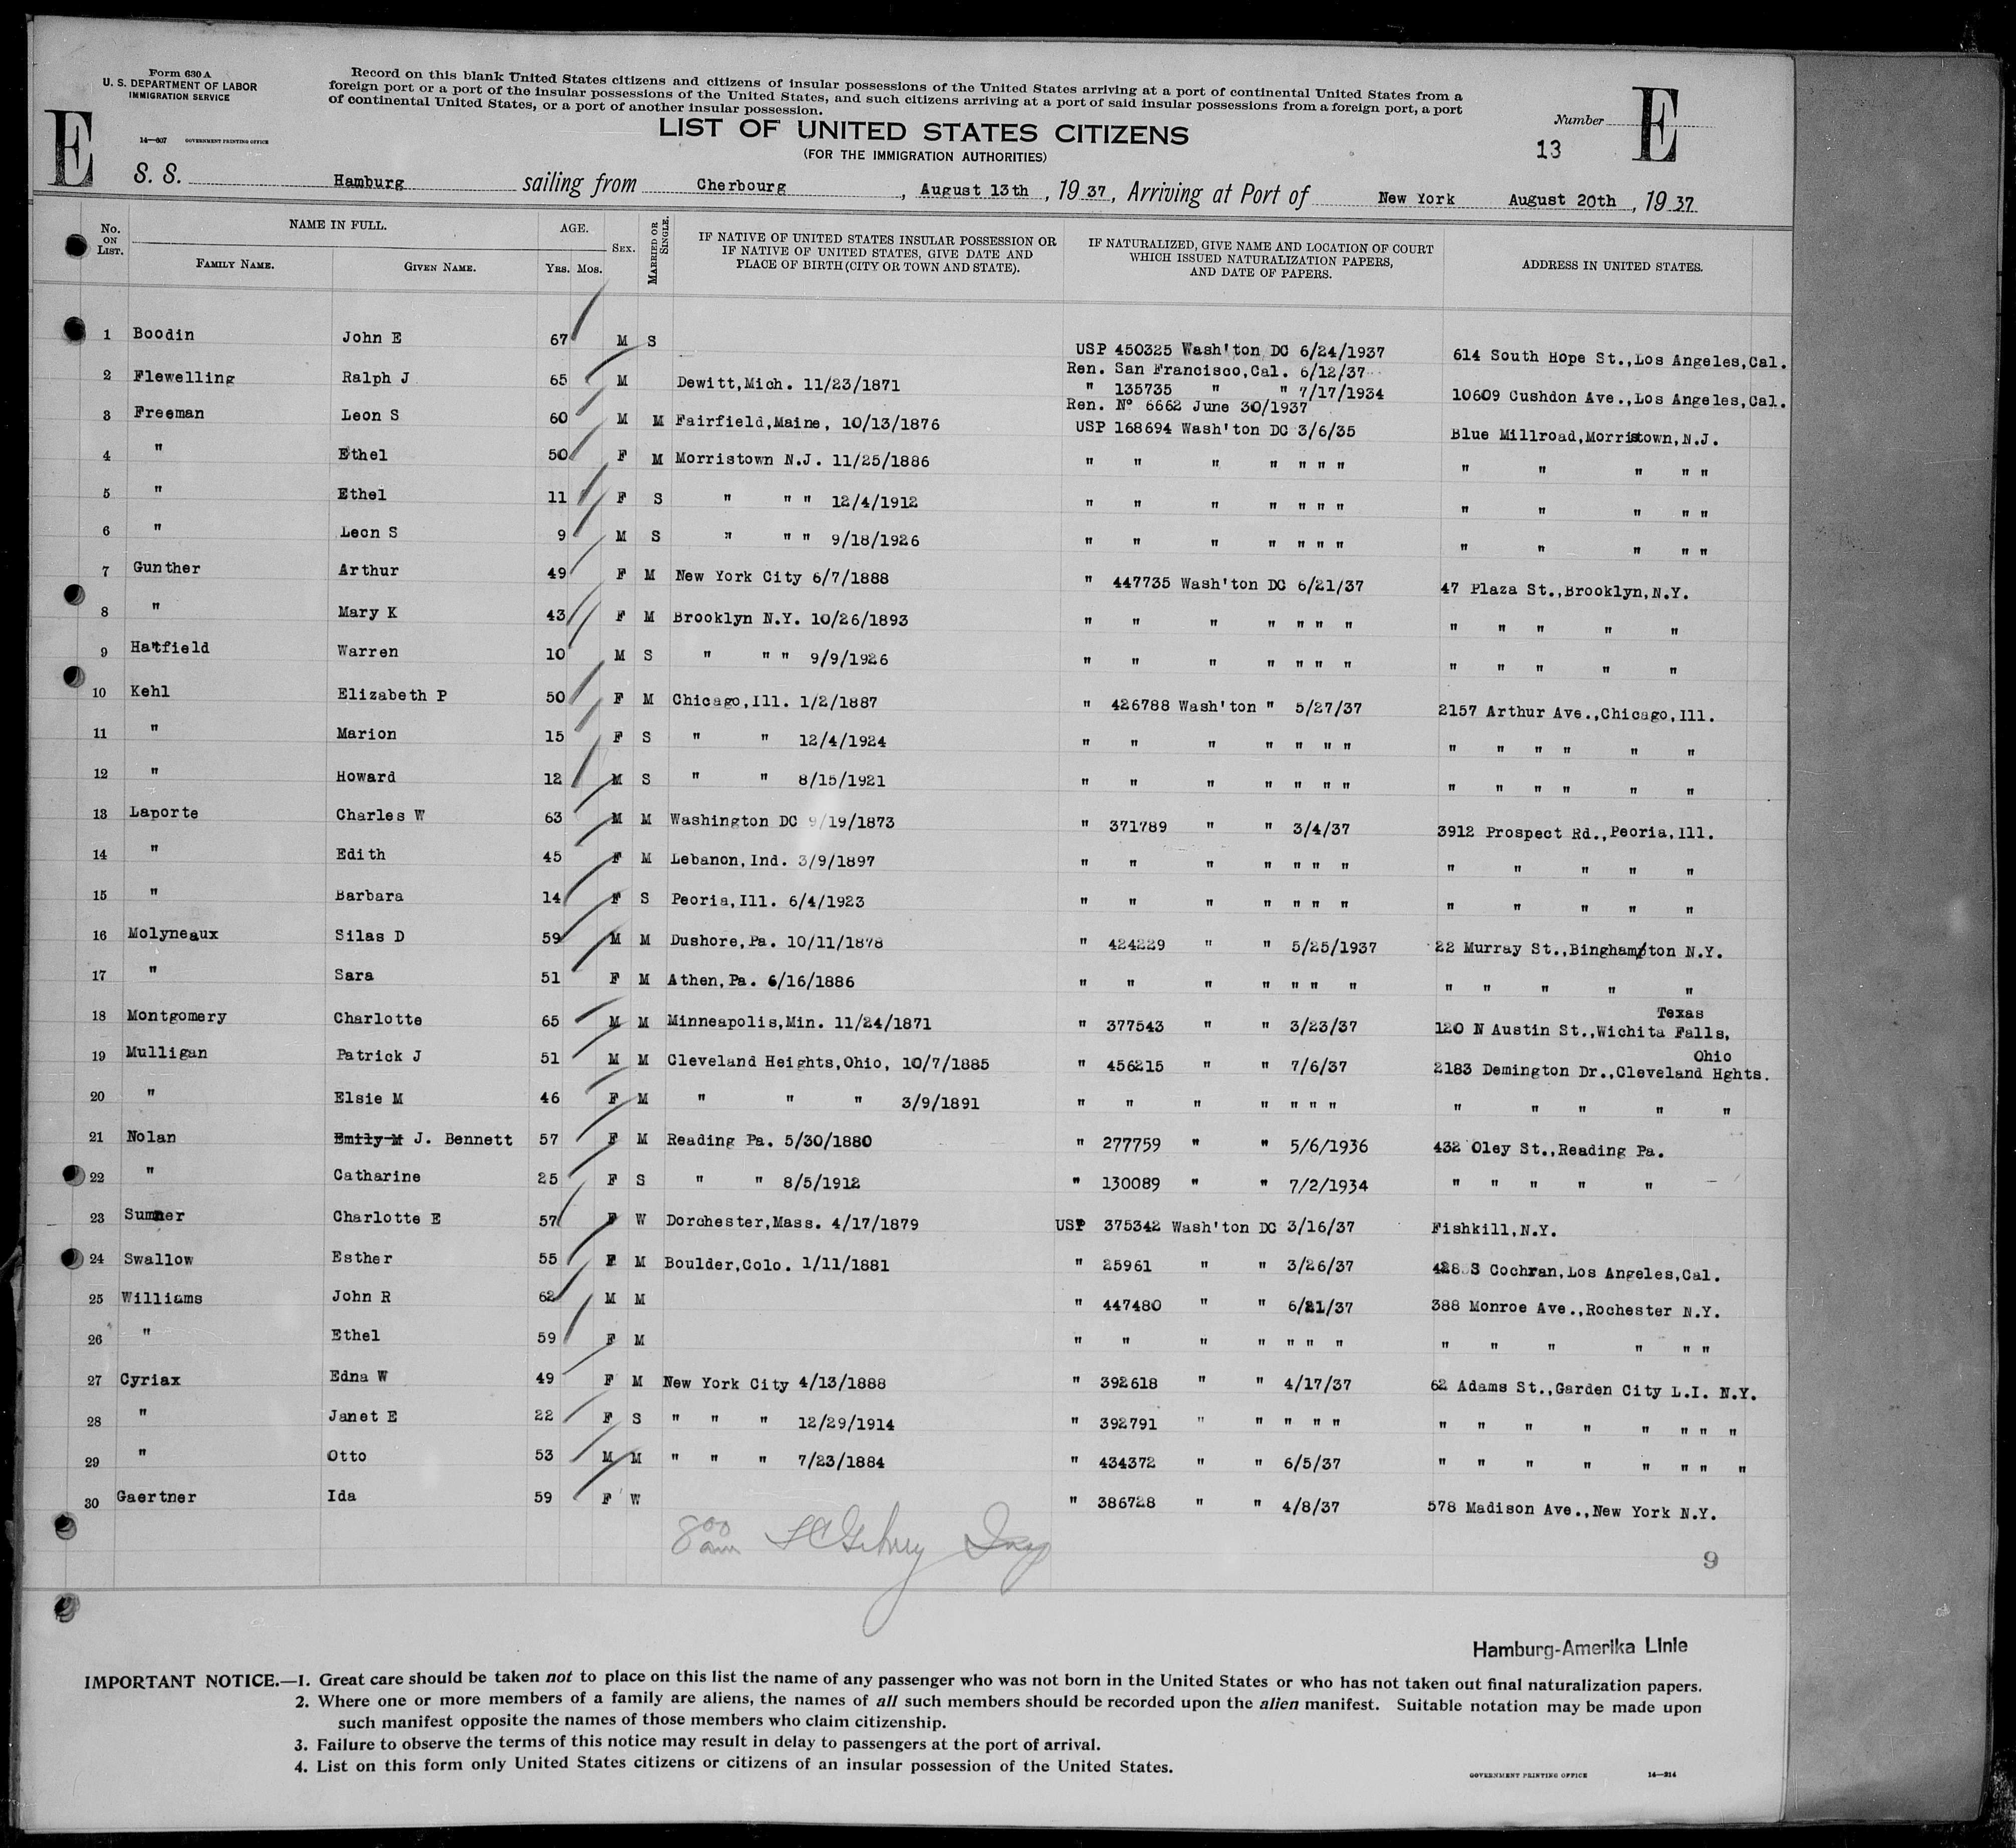 Form 630 A
U. S. DEPARTMENT OF LABOR
IMMIGRATION SERVICE
14—607 GOVERNMENT PRINTING OFFICE
E
Record on this blank United States citizens and citizens of insular possessions of the United States arriving at a port of continental United States from a
foreign port or a port of the insular possessions of the United States, and such citizens arriving at a port of said insular possessions from a foreign port, a port
of continental United States, or a port of another insular possession.
LIST OF UNITED STATES CITIZENS
(FOR THE IMMIGRATION AUTHORITIES)
Number
13
E
S. S. Hamburg sailing from Cherbourg, August 13th, 1937, Arriving at Port of New York August 20th, 1937
No. ON LIST. NAME IN FULL. FAMILY NAME. GIVEN NAME. AGE. YRS. MOS. SEX. MARRIED OR SINGLE. IF NATIVE OF UNITED STATES INSULAR POSSESSION OR IF NATIVE OF UNITED STATES, GIVE DATE AND PLACE OF BIRTH (CITY OR TOWN AND STATE). IF NATURALIZED, GIVE NAME AND LOCATION OF COURT WHICH ISSUED NATURALIZATION PAPERS, AND DATE OF PAPERS. ADDRESS IN UNITED STATES.
1 Boodin John E 67 M S USP 450325 Wash'ton DC 6/24/1937 614 South Hope St.,Los Angeles,Cal.
Ren. San Francisco,Cal. 6/12/37
2 Flewelling Ralph J 65 M Dewitt,Mich. 11/23/1871 " 135735 " " 7/17/1934 10609 Cushdon Ave.,Los Angeles,Cal.
Ren. Nº 6662 June 30/1937
3 Freeman Leon S 60 M M Fairfield,Maine, 10/13/1876 USP 168694 Wash'ton DC 3/6/35 Blue Millroad,Morristown,N.J.
4 " Ethel 50 F M Morristown N.J. 11/25/1886 " " " " " " " " " " " "
5 " Ethel 11 F S " " " 12/4/1912 " " " " " " " " " " " "
6 " Leon S 9 M S " " " 9/18/1926 " " " " " " " " " " " "
7 Gunther Arthur 49 F M New York City 6/7/1888 " 447735 Wash'ton DC 6/21/37 47 Plaza St.,Brooklyn,N.Y.
8 " Mary K 43 F M Brooklyn N.Y. 10/26/1893 " " " " " " " " " " " "
9 Hatfield Warren 10 M S " " " 9/9/1926 " " " " " " " " " " " "
10 Kehl Elizabeth P 50 F M Chicago,Ill. 1/2/1887 " 426788 Wash'ton " 5/27/37 2157 Arthur Ave.,Chicago,Ill.
11 " Marion 15 F S " " 12/4/1924 " " " " " " " " " " " " "
12 " Howard 12 M S " " 8/15/1921 " " " " " " " " " " " " "
13 Laporte Charles W 63 M M Washington DC 9/19/1873 " 371789 " " 3/4/37 3912 Prospect Rd.,Peoria,Ill.
14 " Edith 45 F M Lebanon,Ind. 3/9/1897 " " " " " " " " " " " "
15 " Barbara 14 F S Peoria,Ill. 6/4/1923 " " " " " " " " " " " "
16 Molyneaux Silas D 59 M M Dushore,Pa. 10/11/1878 " 424229 " " 5/25/1937 22 Murray St.,Binghampton N.Y.
17 " Sara 51 F M Athen,Pa. 6/16/1886 " " " " " " " " " " " "
Texas
18 Montgomery Charlotte 65 M M Minneapolis,Min. 11/24/1871 " 377543 " " 3/23/37 120 N Austin St.,Wichita Falls,
Ohio
19 Mulligan Patrick J 51 M M Cleveland Heights,Ohio, 10/7/1885 " 456215 " " 7/6/37 2183 Demington Dr.,Cleveland Hghts.
20 " Elsie M 46 F M " " " 3/9/1891 " " " " " " " " " " " "
21 Nolan Emily M J. Bennett 57 F M Reading Pa. 5/30/1880 " 277759 " " 5/6/1936 432 Oley St.,Reading Pa.
22 " Catharine 25 F S " " 8/5/1912 " 130089 " " 7/2/1934 " " " " "
23 Sumner Charlotte E 57 F W Dorchester,Mass. 4/17/1879 USP 375342 Wash'ton DC 3/16/37 Fishkill,N.Y.
24 Swallow Esther 55 F M Boulder,Colo. 1/11/1881 " 25961 " " 3/26/37 428 S Cochran,Los Angeles,Cal.
25 Williams John R 62 M M " 447480 " " 6/21/37 388 Monroe Ave.,Rochester N.Y.
26 " Ethel 59 F M " " " " " " " " " " " " "
27 Cyriax Edna W 49 F M New York City 4/13/1888 " 392618 " " 4/17/37 62 Adams St.,Garden City L.I. N.Y.
28 " Janet E 22 F S " " " 12/29/1914 " 392791 " " " " " " " " " " " " "
29 " Otto 53 M M " " " 7/23/1884 " 434372 " " 6/5/37 " " " " " " " "
30 Gaertner Ida 59 F W " 386728 " " 4/8/37 578 Madison Ave.,New York N.Y.
8 00 am
9
Hamburg-Amerika Linie
IMPORTANT NOTICE.—1. Great care should be taken not to place on this list the name of any passenger who was not born in the United States or who has not taken out final naturalization papers.
2. Where one or more members of a family are aliens, the names of all such members should be recorded upon the alien manifest. Suitable notation may be made upon
such manifest opposite the names of those members who claim citizenship.
3. Failure to observe the terms of this notice may result in delay to passengers at the port of arrival.
4. List on this form only United States citizens or citizens of an insular possession of the United States.
GOVERNMENT PRINTING OFFICE 14—214